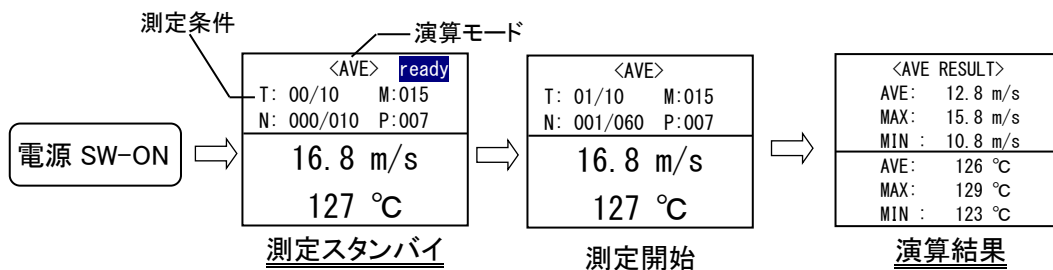 測定条件
演算モード
電源 SW-ON
<AVE> ready
T: 00/10 M:015
N: 000/010 P:007
16.8 m/s
127 ℃
測定スタンバイ
<AVE>
T: 01/10 M:015
N: 001/060 P:007
16.8 m/s
127 ℃
測定開始
<AVE RESULT>
AVE: 12.8 m/s
MAX: 15.8 m/s
MIN : 10.8 m/s
AVE: 126 ℃
MAX: 129 ℃
MIN : 123 ℃
演算結果